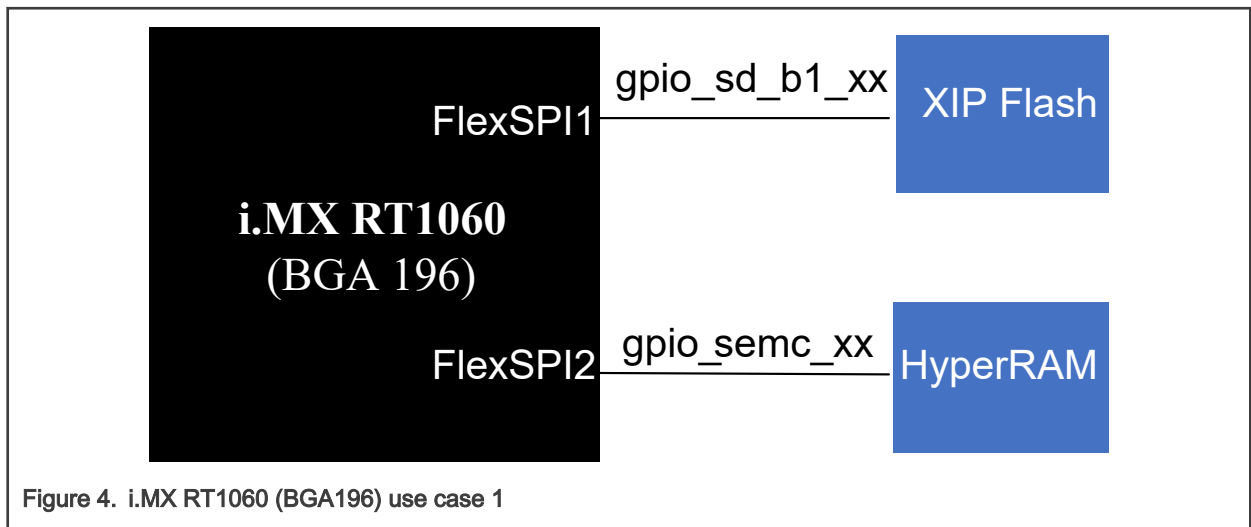 gpio_sd_b1_xx
XIP Flash
FlexSPI1
i.MX RT1060
(BGA 196)
gpio_semc_xx
FlexSPI2
HyperRAM
Figure 4. i.MX RT1060 (BGA196) use case 1